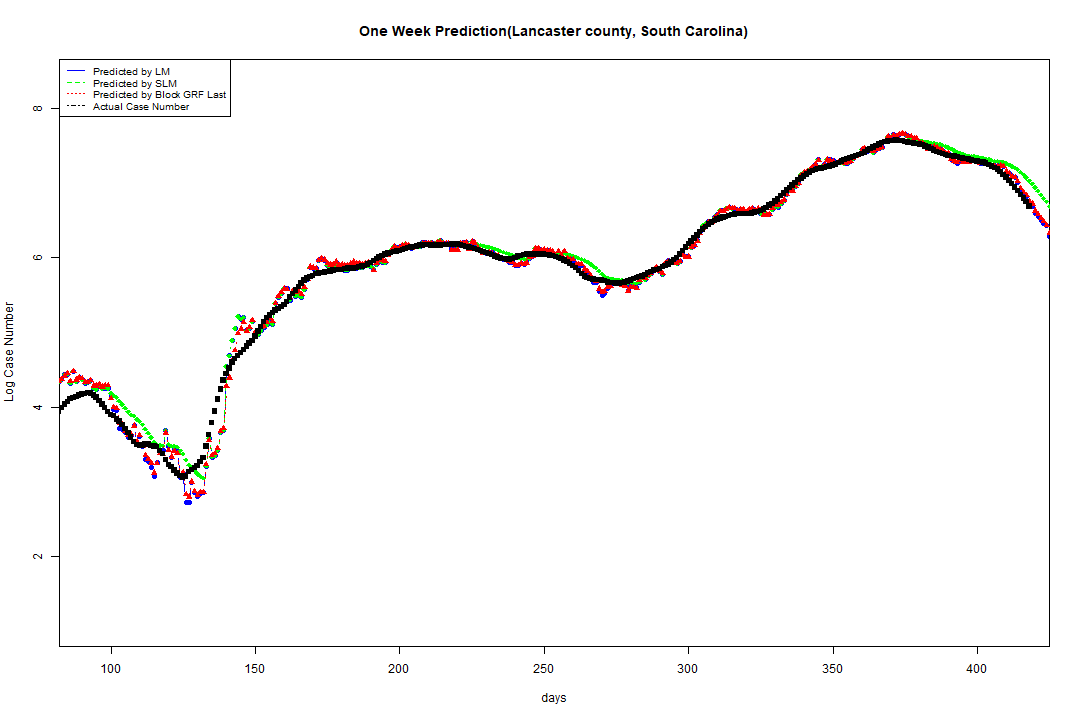 One Week Prediction(Lancaster county, South Carolina)
Predicted by LM
Predicted by SLM
Predicted by Block GRF Last
Actual Case Number
8
6
4
2
Log Case Number
100 150 200 250 300 350 400
days